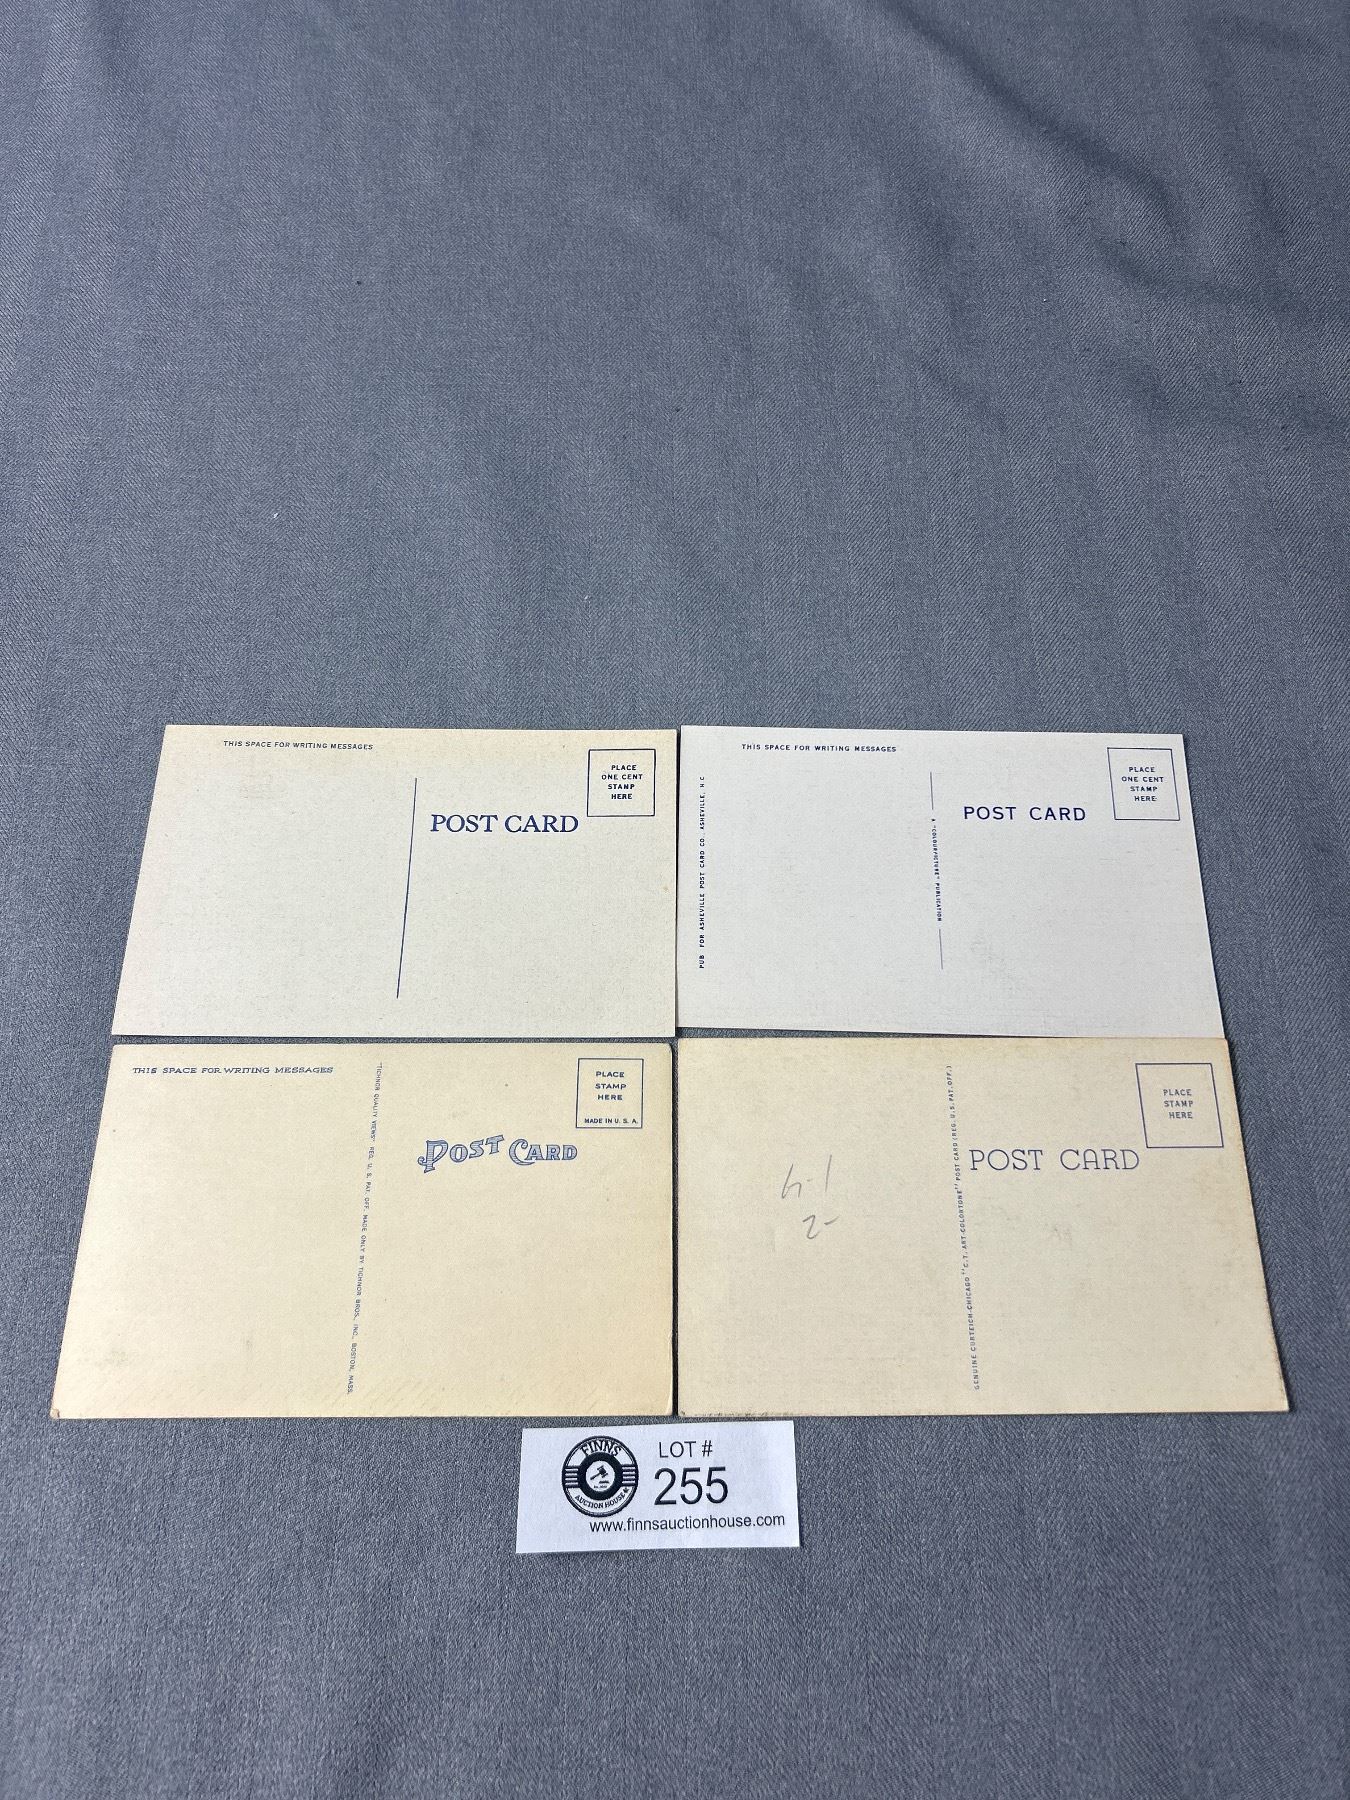 THIS SPACE FOR WRITING MESSAGES
POST CARD
PLACE
ONE CENT
STAMP
HERE
THIS SPACE FOR WRITING MESSAGES
PUB FOR ASHEVILLE POST CARD CO., ASHEVILLE, N.C
A "COLOURPICTURE" PUBLICATION
POST CARD
PLACE
ONE CENT
STAMP
HERE
THIS SPACE FOR WRITING MESSAGES
"TICHNOR QUALITY VIEWS" REG. U. S. PAT. OFF. MADE ONLY BY TICHNOR BROS., INC., BOSTON, MASS.
POST CARD
PLACE
STAMP
HERE
MADE IN U. S. A.
GENUINE CURTEICH-CHICAGO "C.T. ART-COLORTONE" POST CARD (REG. U.S. PAT. OFF.)
POST CARD
PLACE
STAMP
HERE
2-
FINNS
AUCTION HOUSE
LOT #
255
www.finnsauctionhouse.com